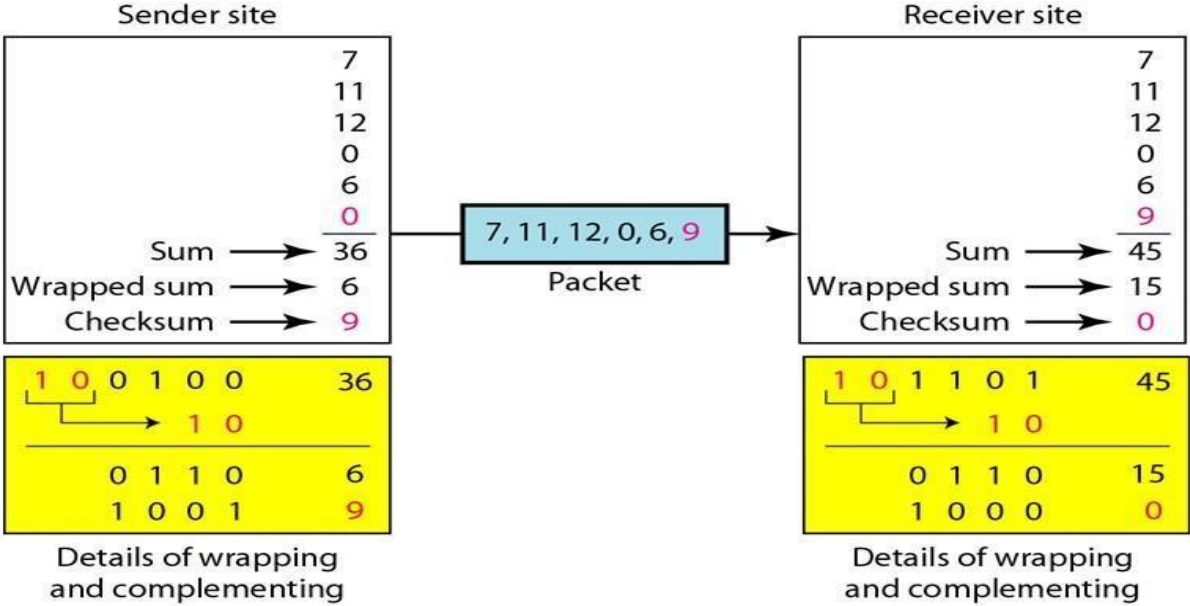 Sender site
7
11
12
0
6
0
Sum 36
Wrapped sum 6
Checksum 9
1 0 0 1 0 0 36
1 0
0 1 1 0 6
1 0 0 1 9
Details of wrapping
and complementing
7, 11, 12, 0, 6, 9
Packet
Receiver site
7
11
12
0
6
9
Sum 45
Wrapped sum 15
Checksum 0
1 0 1 1 0 1 45
1 0
0 1 1 0 15
1 0 0 0 0
Details of wrapping
and complementing